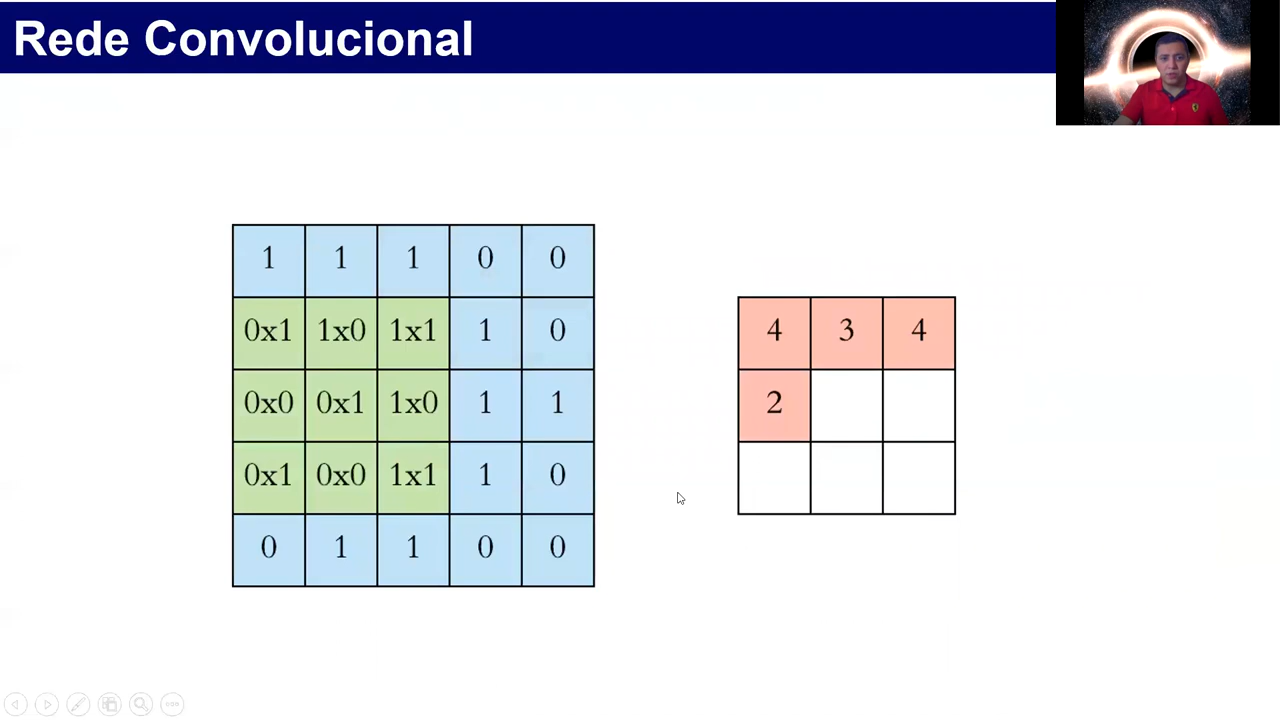 Rede Convolucional
1 1 1 0 0
0x1 1x0 1x1 1 0
4 3 4
0x0 0x1 1x0 1 1
2
0x1 0x0 1x1 1 0
0 1 1 0 0